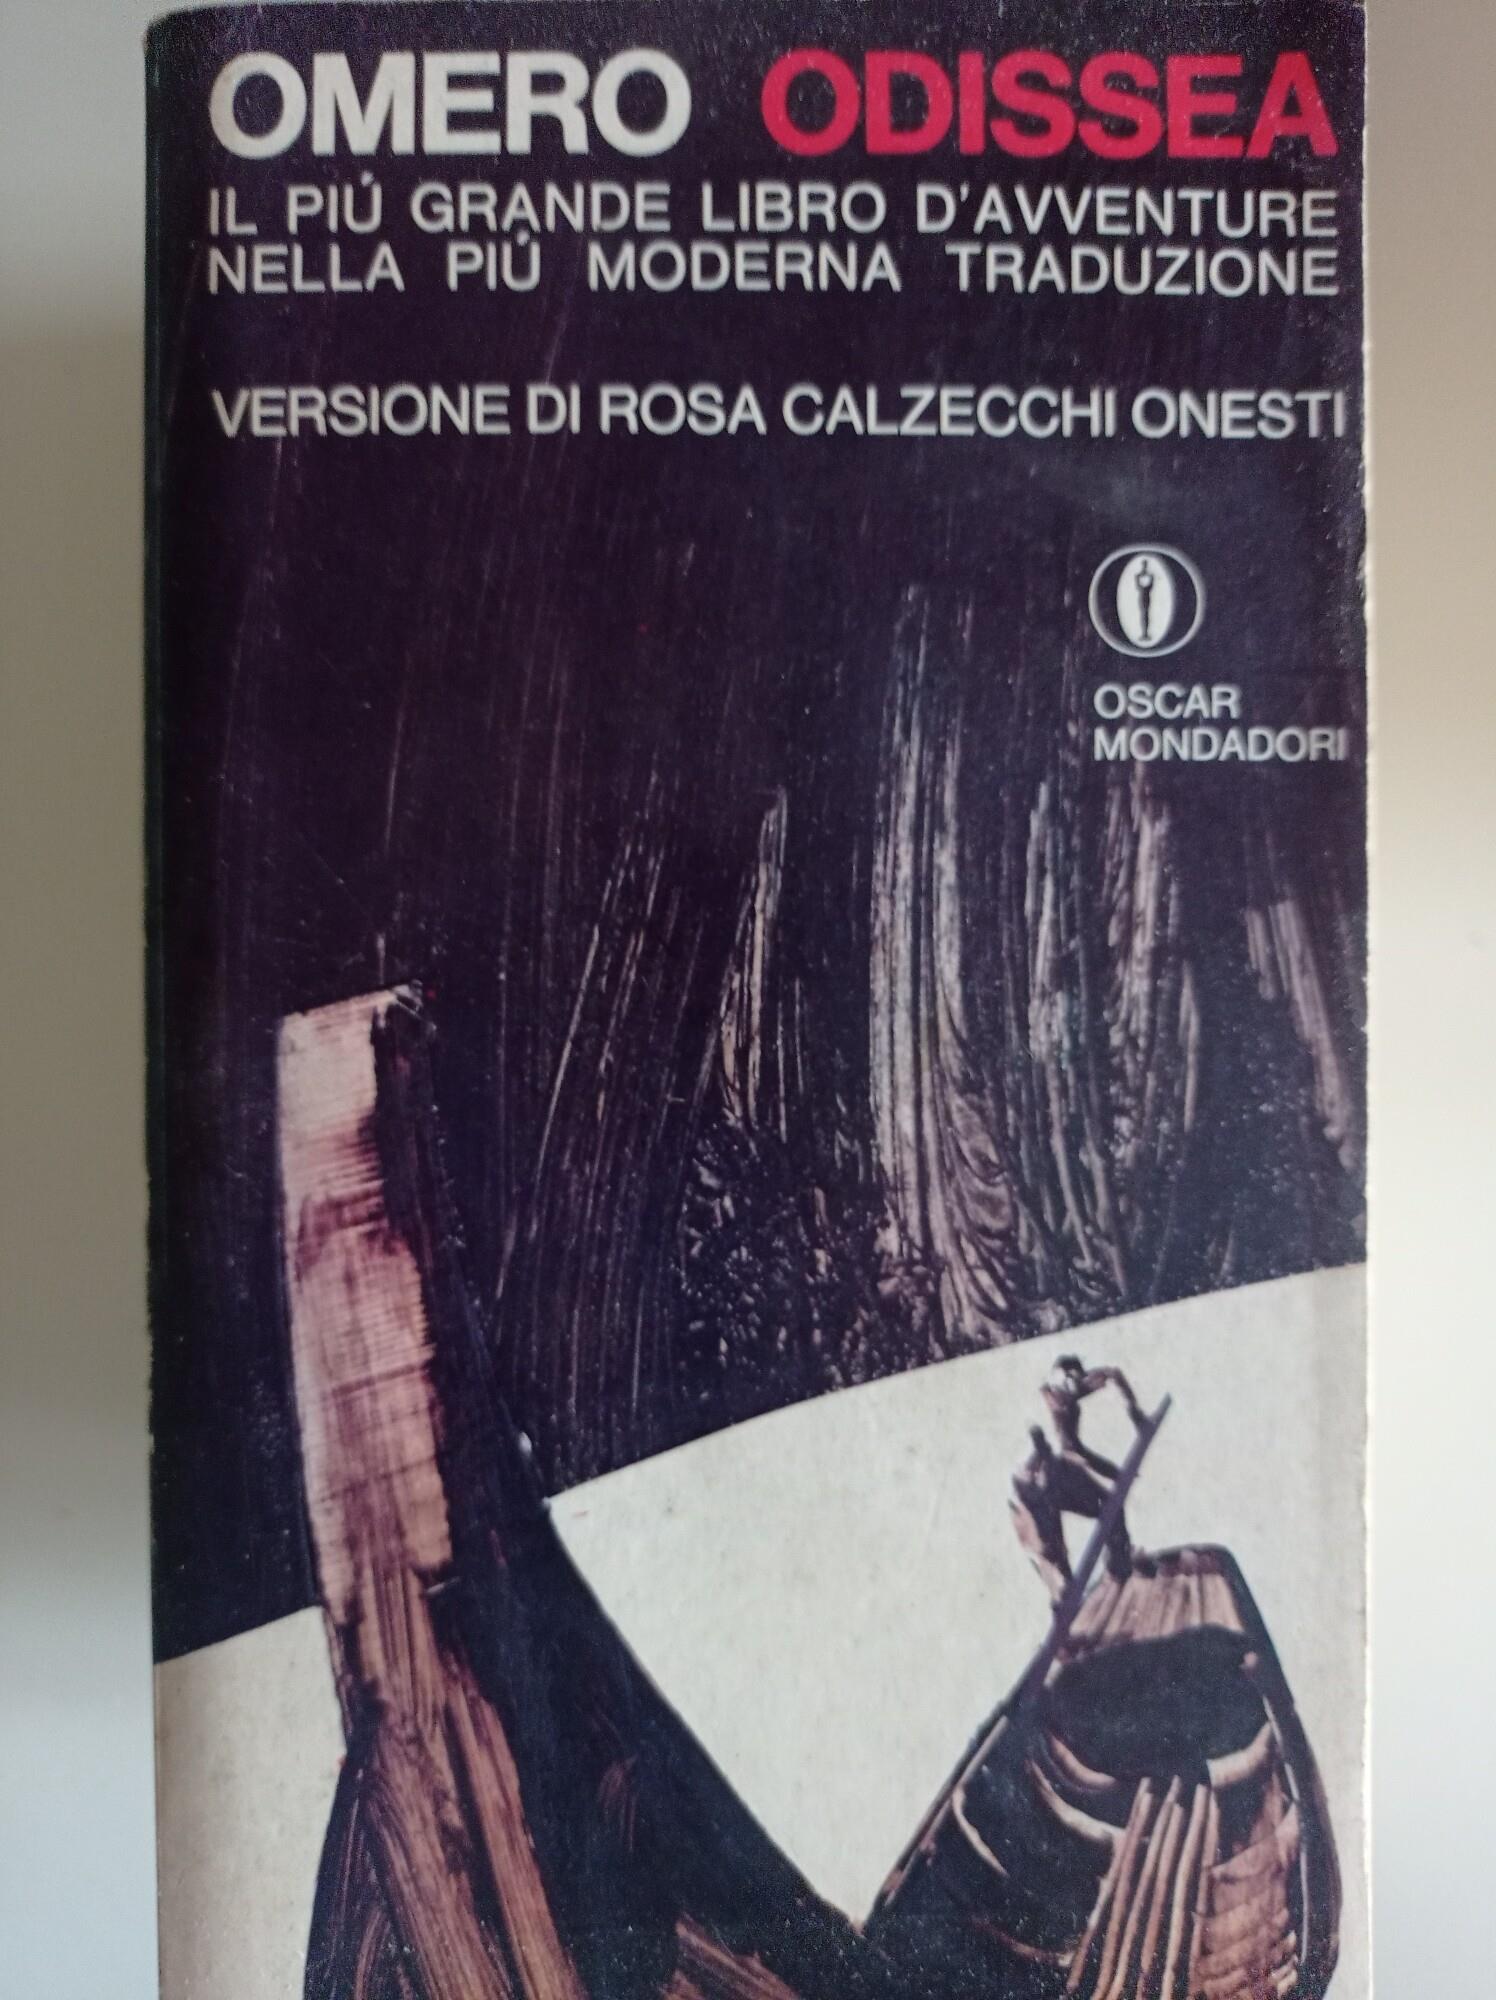 OMERO ODISSEA
IL PIÚ GRANDE LIBRO D'AVVENTURE
NELLA PIÚ MODERNA TRADUZIONE
VERSIONE DI ROSA CALZECCHI ONESTI
OSCAR
MONDADORI